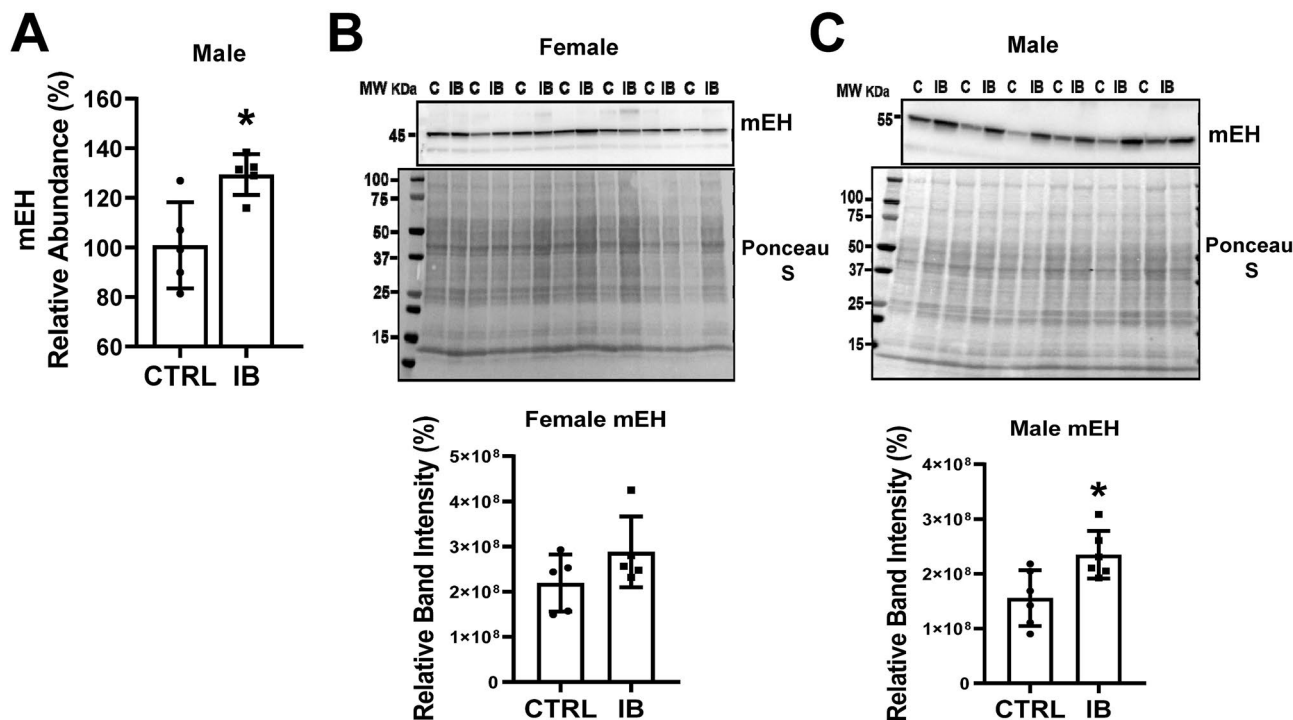 A
Male
mEH
Relative Abundance (%)
160
140
120
100
80
60
*
CTRL IB
B
Female
MW KDa C IB C IB C IB C IB C IB C IB C IB
45
mEH
100
75
50
37
25
15
Ponceau
S
Female mEH
Relative Band Intensity (%)
5×10⁸
4×10⁸
3×10⁸
2×10⁸
1×10⁸
0
CTRL IB
C
Male
MW KDa C IB C IB C IB C IB C IB C IB
55
mEH
100
75
50
37
25
15
Ponceau
S
Male mEH
Relative Band Intensity (%)
4×10⁸
3×10⁸
2×10⁸
1×10⁸
0
*
CTRL IB